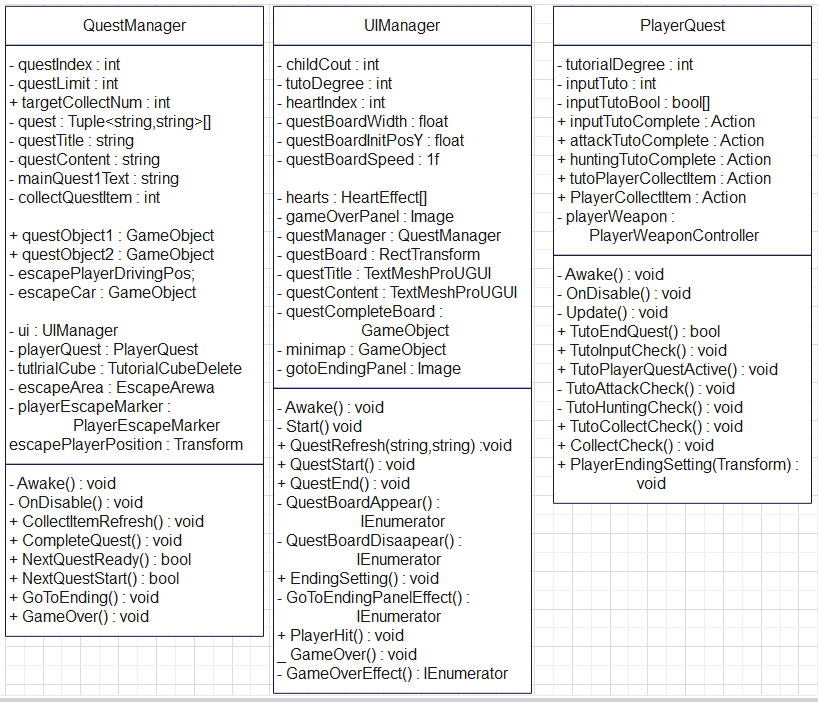 QuestManager
- questIndex : int
- questLimit : int
+ targetCollectNum : int
- quest : Tuple<string,string>[]
- questTitle : string
- questContent : string
- mainQuest1Text : string
- collectQuestItem : int
+ questObject1 : GameObject
+ questObject2 : GameObject
- escapePlayerDrivingPos;
- escapeCar : GameObject
- ui : UIManager
- playerQuest : PlayerQuest
- tutlrialCube : TutorialCubeDelete
- escapeArea : EscapeArewa
- playerEscapeMarker :
PlayerEscapeMarker
escapePlayerPosition : Transform
- Awake() : void
- OnDisable() : void
+ CollectItemRefresh() : void
+ CompleteQuest() : void
+ NextQuestReady() : bool
+ NextQuestStart() : bool
+ GoToEnding() : void
+ GameOver() : void
UIManager
- childCout : int
- tutoDegree : int
- heartIndex : int
- questBoardWidth : float
- questBoardInitPosY : float
- questBoardSpeed : 1f
- hearts : HeartEffect[]
- gameOverPanel : Image
- questManager : QuestManager
- questBoard : RectTransform
- questTitle : TextMeshProUGUI
- questContent : TextMeshProUGUI
- questCompleteBoard :
GameObject
- minimap : GameObject
- gotoEndingPanel : Image
- Awake() : void
- Start() void
+ QuestRefresh(string,string) :void
+ QuestStart() : void
+ QuestEnd() : void
- QuestBoardAppear() :
IEnumerator
- QuestBoardDisaapear() :
IEnumerator
+ EndingSetting() : void
- GoToEndingPanelEffect() :
IEnumerator
+ PlayerHit() : void
_ GameOver() : void
- GameOverEffect() : IEnumerator
PlayerQuest
- tutorialDegree : int
- inputTuto : int
- inputTutoBool : bool[]
+ inputTutoComplete : Action
+ attackTutoComplete : Action
+ huntingTutoComplete : Action
+ tutoPlayerCollectItem : Action
+ PlayerCollectItem : Action
- playerWeapon :
PlayerWeaponController
- Awake() : void
- OnDisable() : void
- Update() : void
+ TutoEndQuest() : bool
+ TutoInputCheck() : void
+ TutoPlayerQuestActive() : void
- TutoAttackCheck() : void
- TutoHuntingCheck() : void
+ TutoCollectCheck() : void
+ CollectCheck() : void
+ PlayerEndingSetting(Transform) :
void